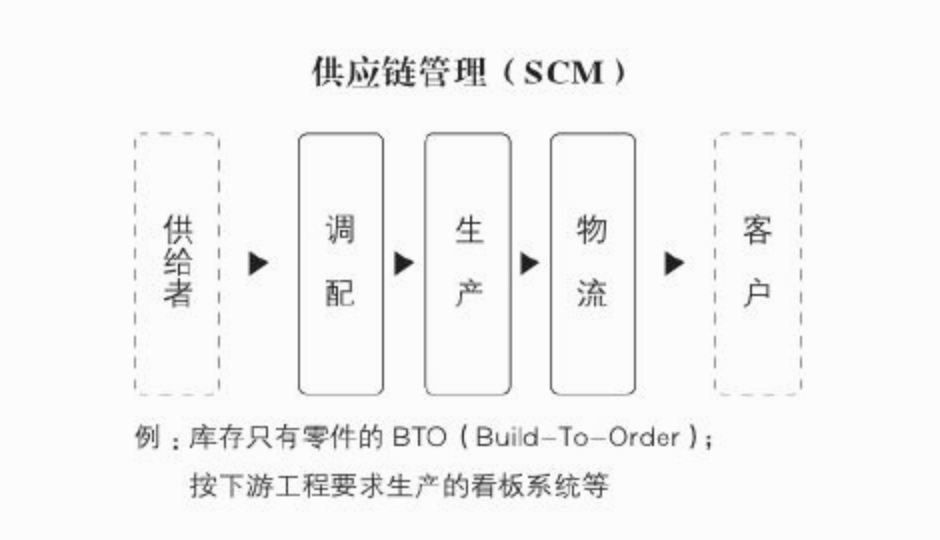 供应链管理（SCM）
供给者
调配
生产
物流
客户
例：库存只有零件的 BTO（Build-To-Order）；
按下游工程要求生产的看板系统等